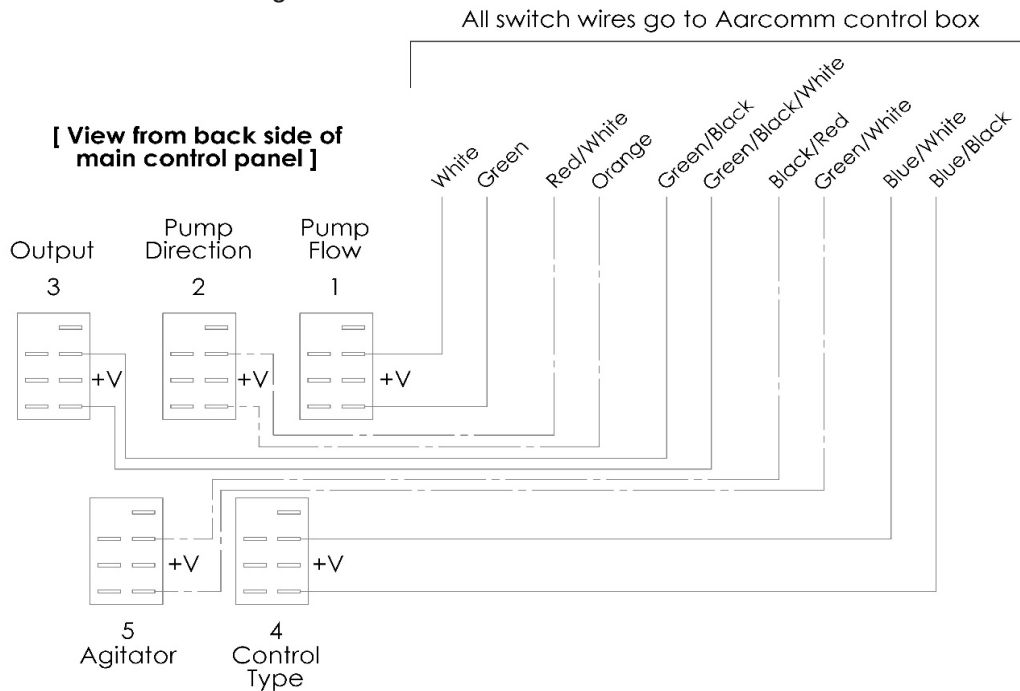 All switch wires go to Aarcomm control box
[ View from back side of
main control panel ]
White
Green
Red/White
Orange
Green/Black
Green/Black/White
Black/Red
Green/White
Blue/White
Blue/Black
Output
3
Pump
Direction
2
Pump
Flow
1
+V
+V
+V
+V
+V
5
Agitator
4
Control
Type